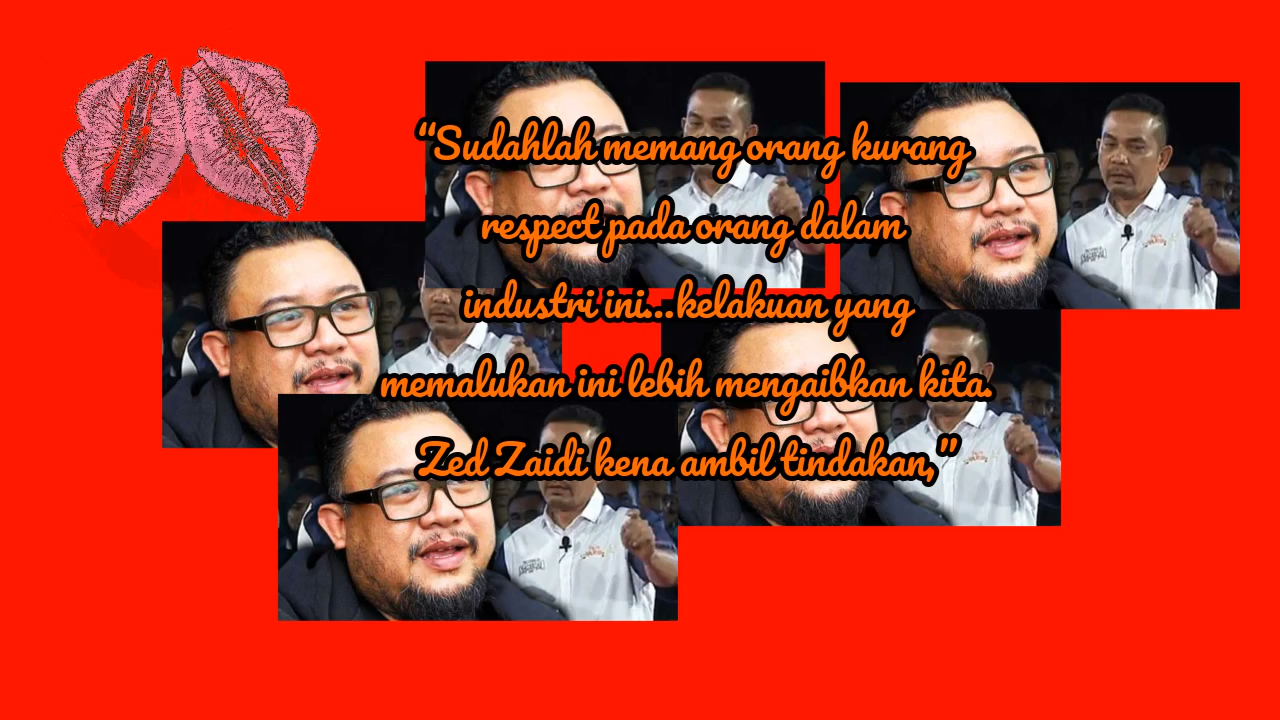 “Sudahlah memang orang kurang
respect pada orang dalam
industri ini...kelakuan yang
memalukan ini lebih mengaibkan kita.
Zed Zaidi kena ambil tindakan,”